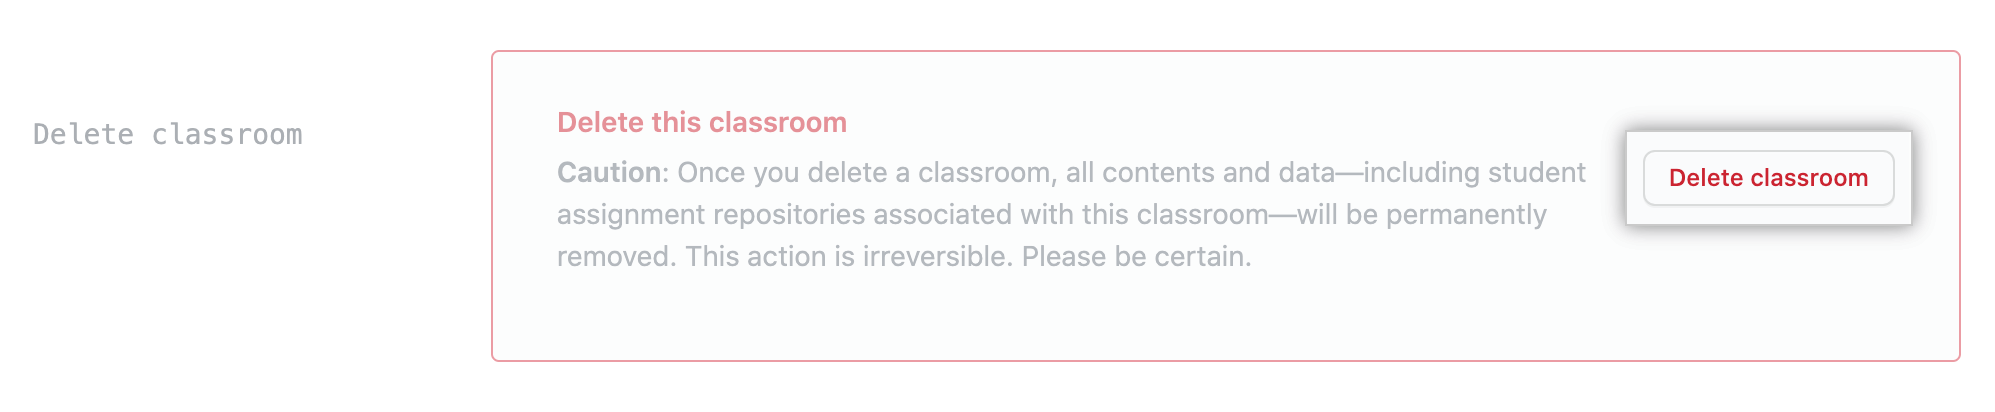 Delete classroom
Delete this classroom
Caution: Once you delete a classroom, all contents and data—including student
assignment repositories associated with this classroom—will be permanently
removed. This action is irreversible. Please be certain.
Delete classroom